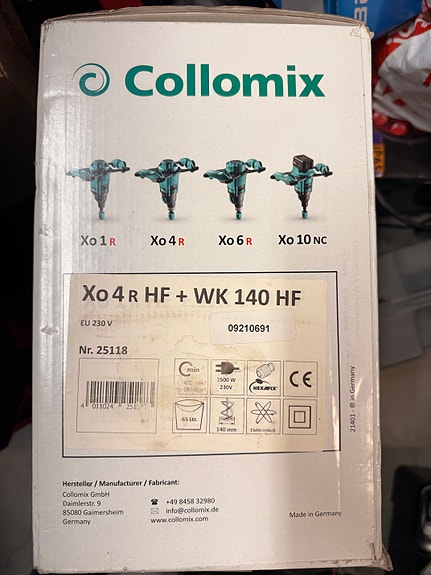 Collomix
Xo 1 R
Xo 4 R
Xo 6 R
Xo 10 NC
Xo 4 R HF + WK 140 HF
EU 230 V
09210691
Nr. 25118
min
1500 W
230V
HEXAFIX
CE
65 Ltr.
140 mm
4 011024
21401 - ® in Germany
Hersteller / Manufacturer / Fabricant:
Collomix GmbH
Daimlerstr. 9
85080 Gaimersheim
Germany
+49 8458 32980
info@collomix.de
www.collomix.com
Made in Germany